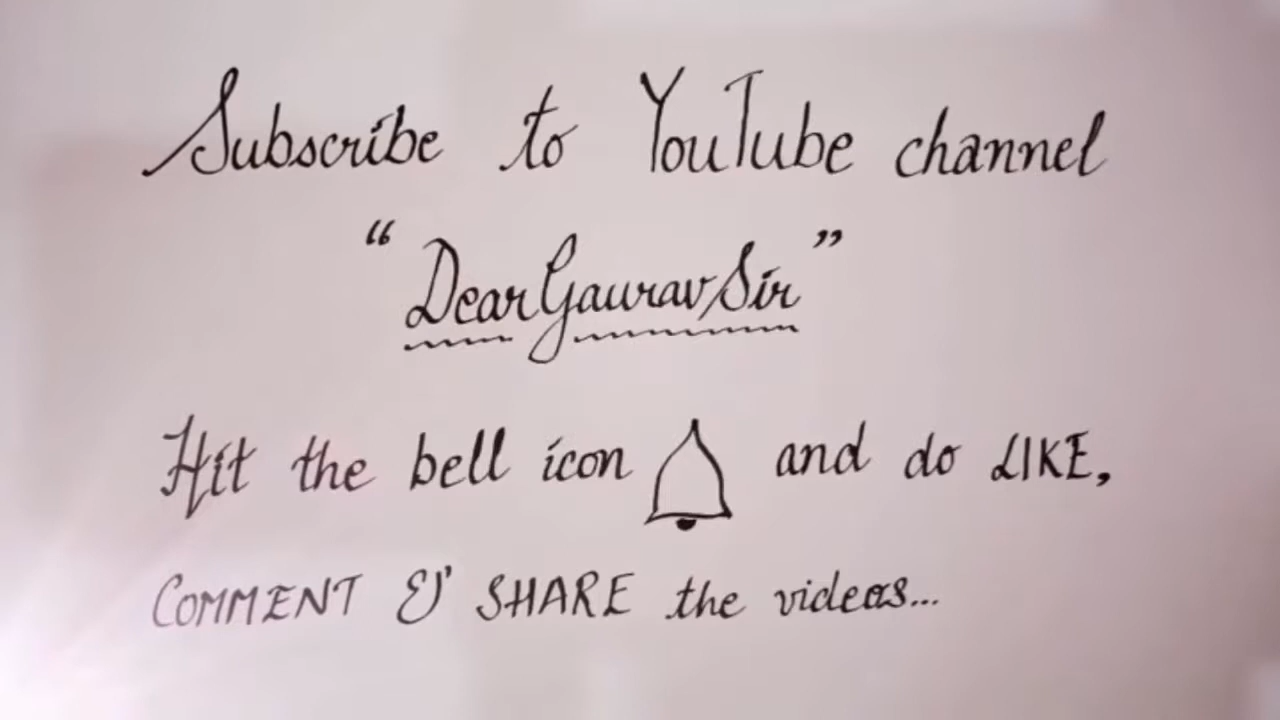 Subscribe to YouTube channel
“DearGauravSir”
Hit the bell icon and do LIKE,
COMMENT & SHARE the videos...